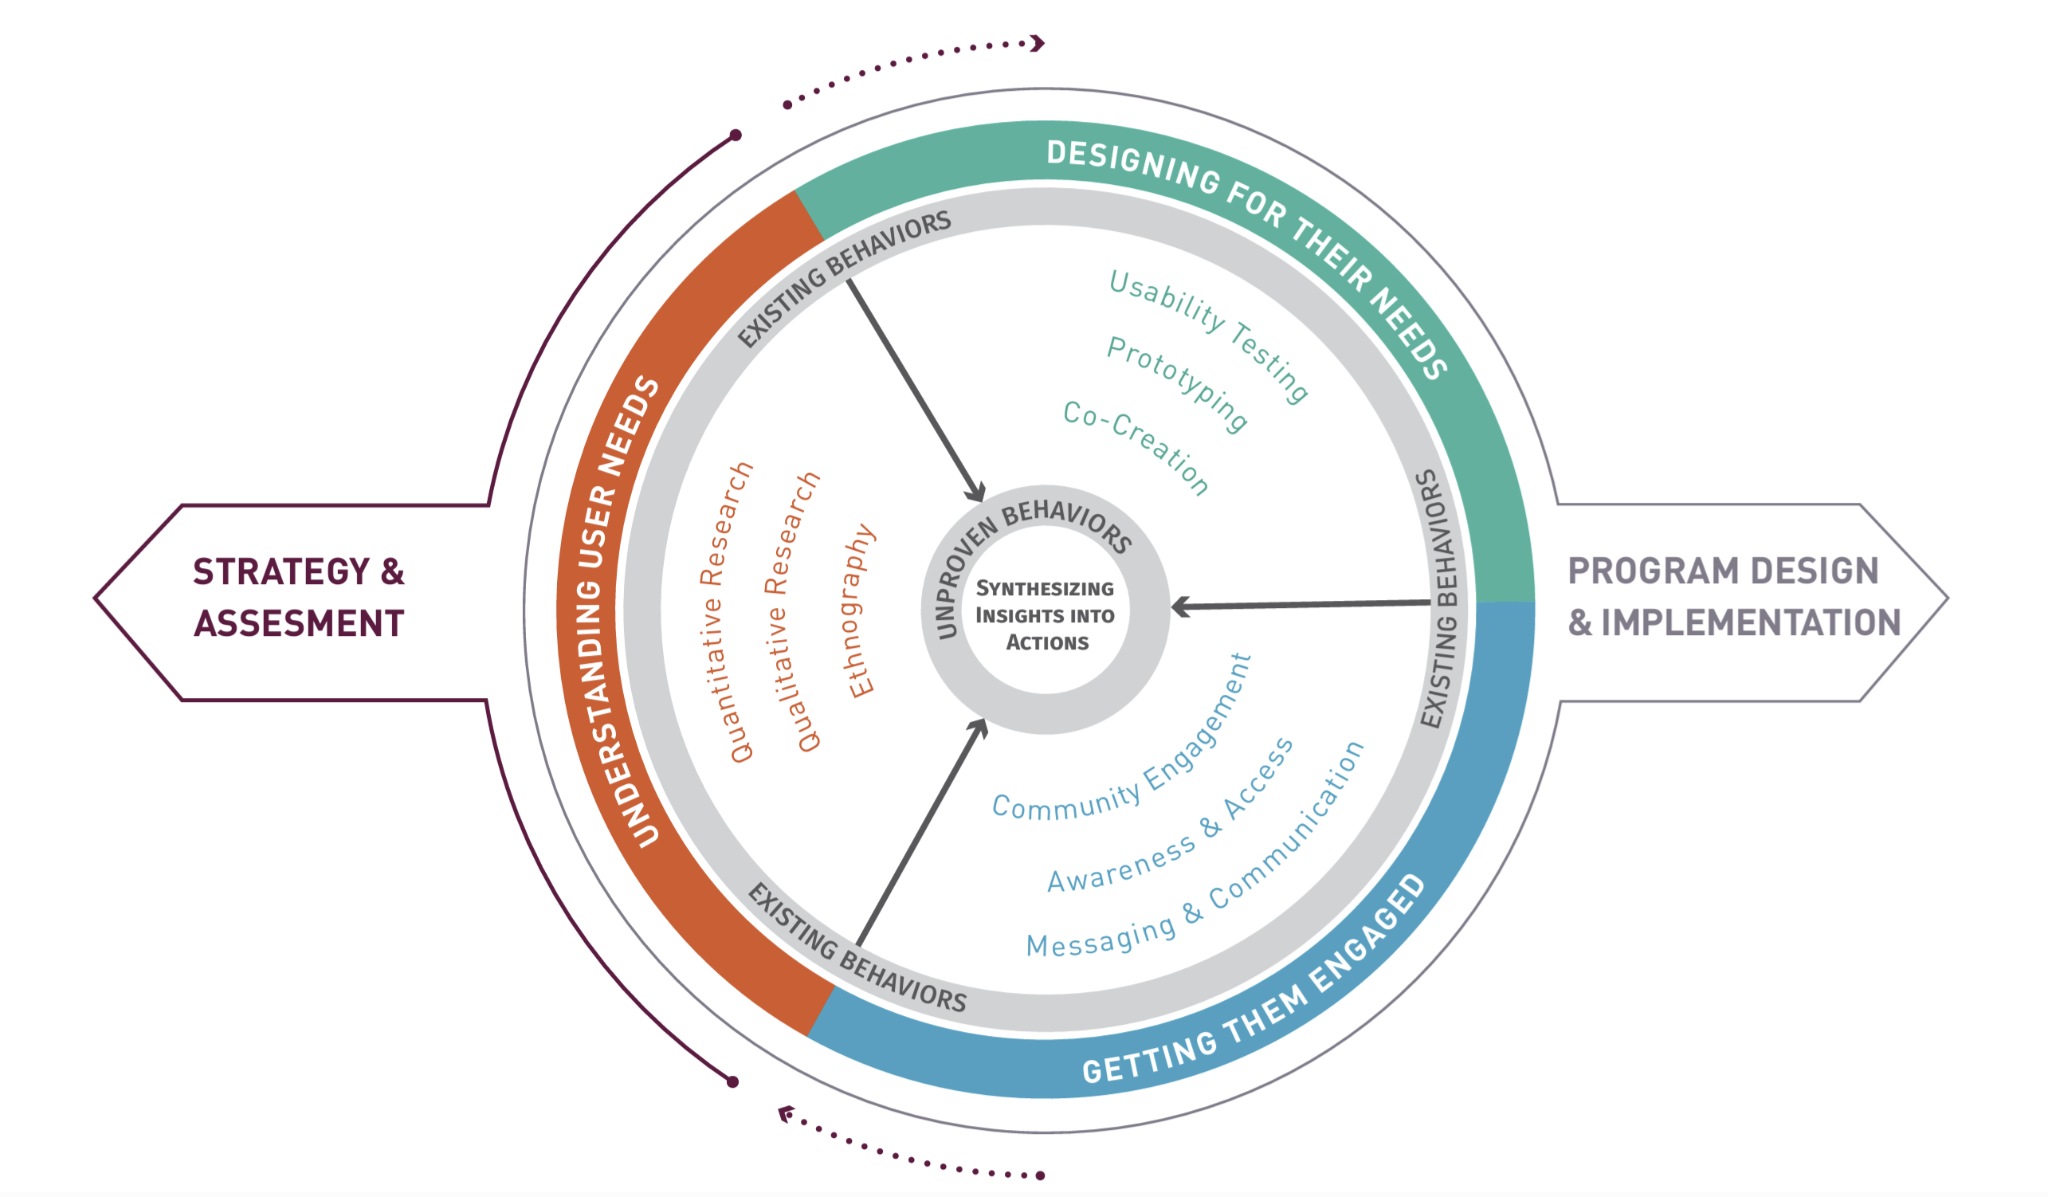 STRATEGY &
ASSESMENT
UNDERSTANDING USER NEEDS
Quantitative Research
Qualitative Research
Ethnography
EXISTING BEHAVIORS
DESIGNING FOR THEIR NEEDS
Usability Testing
Prototyping
Co-Creation
UNPROVEN BEHAVIORS
SYNTHESIZING
INSIGHTS INTO
ACTIONS
EXISTING BEHAVIORS
Community Engagement
Awareness & Access
Messaging & Communication
GETTING THEM ENGAGED
EXISTING BEHAVIORS
PROGRAM DESIGN
& IMPLEMENTATION